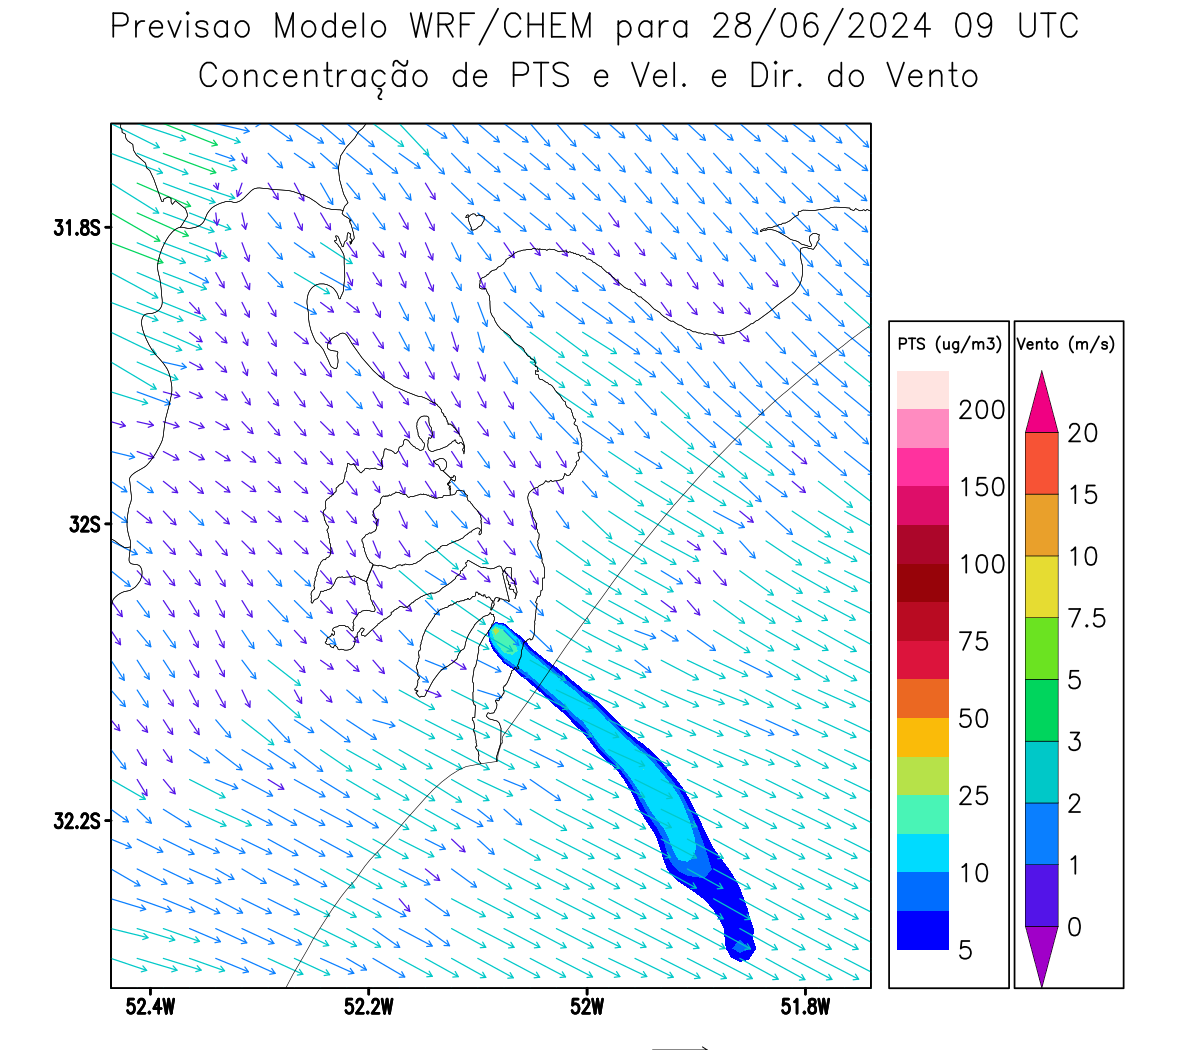 Previsao Modelo WRF/CHEM para 28/06/2024 09 UTC
Concentração de PTS e Vel. e Dir. do Vento
31.8S
32S
32.2S
52.4W 52.2W 52W 51.8W
PTS (ug/m3)
200
150
100
75
50
25
10
5
Vento (m/s)
20
15
10
7.5
5
3
2
1
0